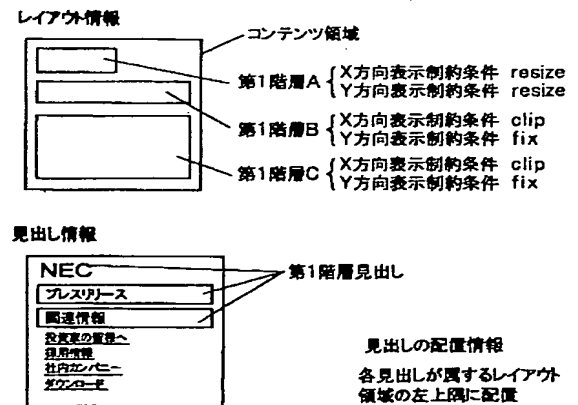 レイアウト情報
コンテンツ領域
第1階層A
X方向表示制約条件 resize
Y方向表示制約条件 resize
第1階層B
X方向表示制約条件 clip
Y方向表示制約条件 fix
第1階層C
X方向表示制約条件 clip
Y方向表示制約条件 fix
見出し情報
NEC
第1階層見出し
プレスリリース
関連情報
投資家の皆様へ
採用情報
社内カンパニー
ダウンロード
見出しの配置情報
各見出しが属するレイアウト
領域の左上隅に配置